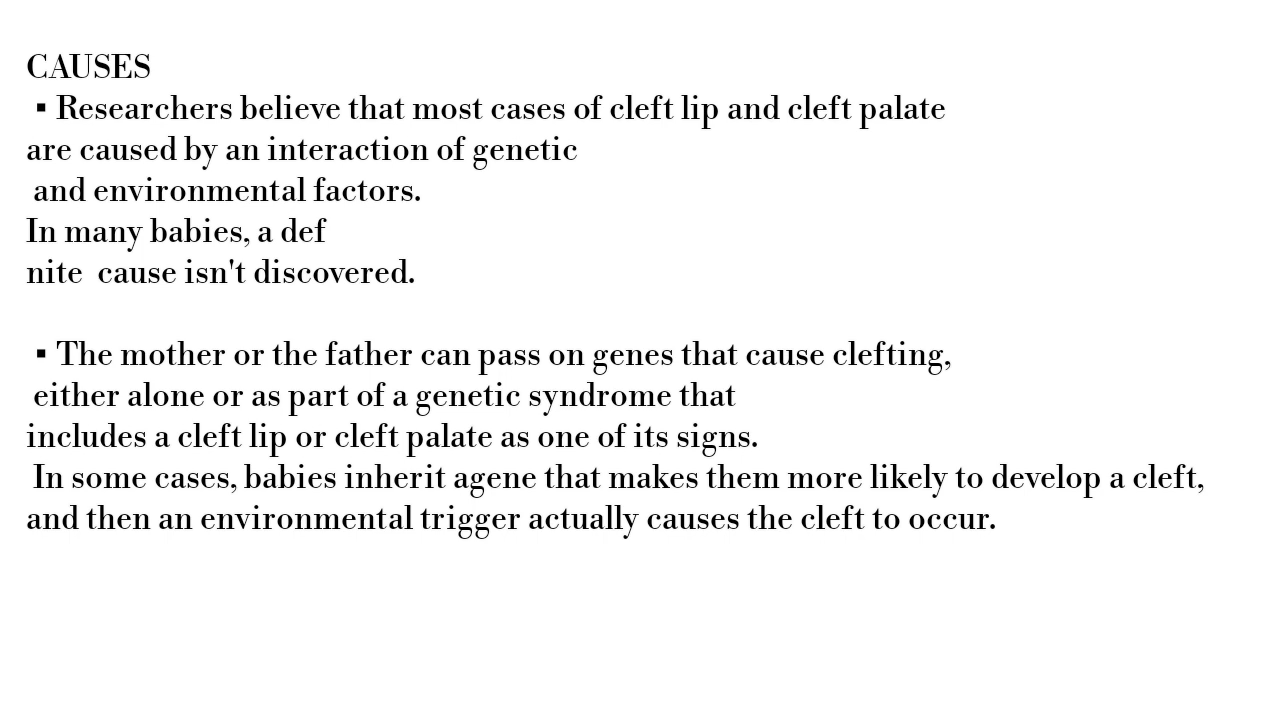 CAUSES
▪ Researchers believe that most cases of cleft lip and cleft palate
are caused by an interaction of genetic
and environmental factors.
In many babies, a def
nite  cause isn't discovered.
▪ The mother or the father can pass on genes that cause clefting,
either alone or as part of a genetic syndrome that
includes a cleft lip or cleft palate as one of its signs.
In some cases, babies inherit agene that makes them more likely to develop a cleft,
and then an environmental trigger actually causes the cleft to occur.